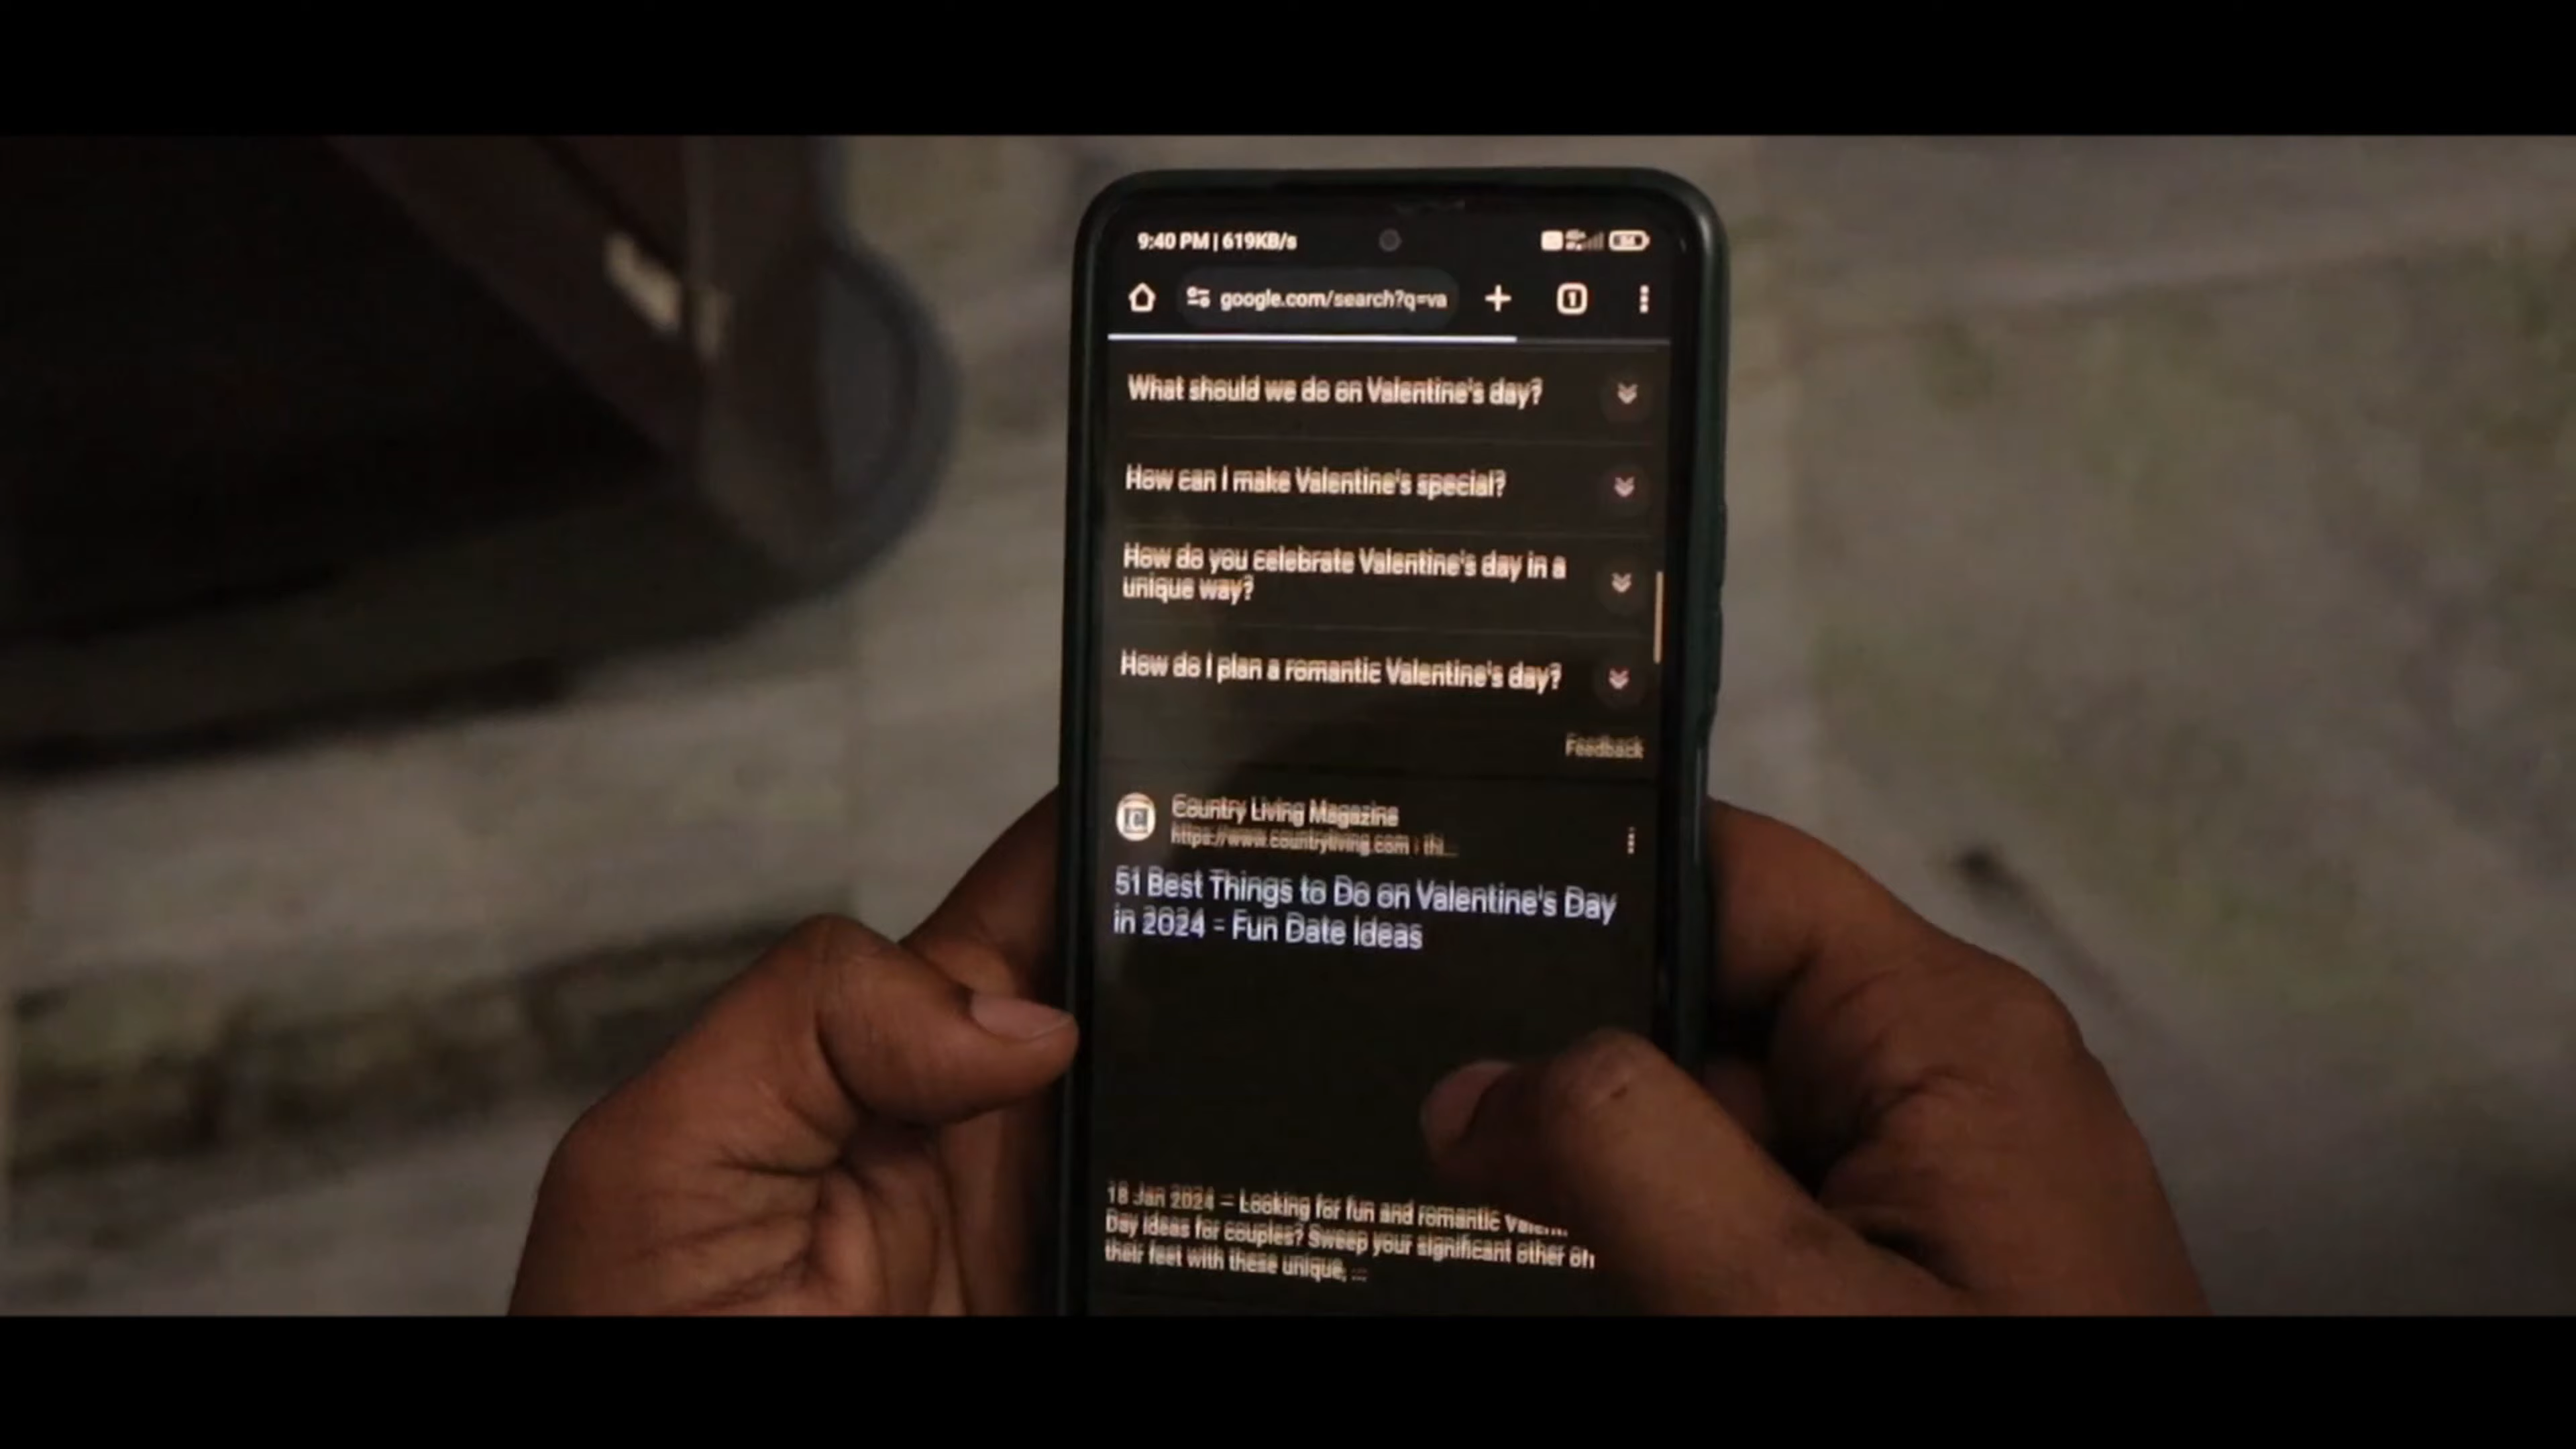 9:40 PM | 619KB/s
google.com/search?q=va
1
What should we do on Valentine's day?
How can I make Valentine's special?
How do you celebrate Valentine's day in a
unique way?
How do I plan a romantic Valentine's day?
Feedback
Country Living Magazine
https://www.countryliving.com › thi...
51 Best Things to Do on Valentine's Day
in 2024 - Fun Date Ideas
18 Jan 2024 — Looking for fun and romantic
Day ideas for couples? Sweep your significant other off
their feet with these unique, ...